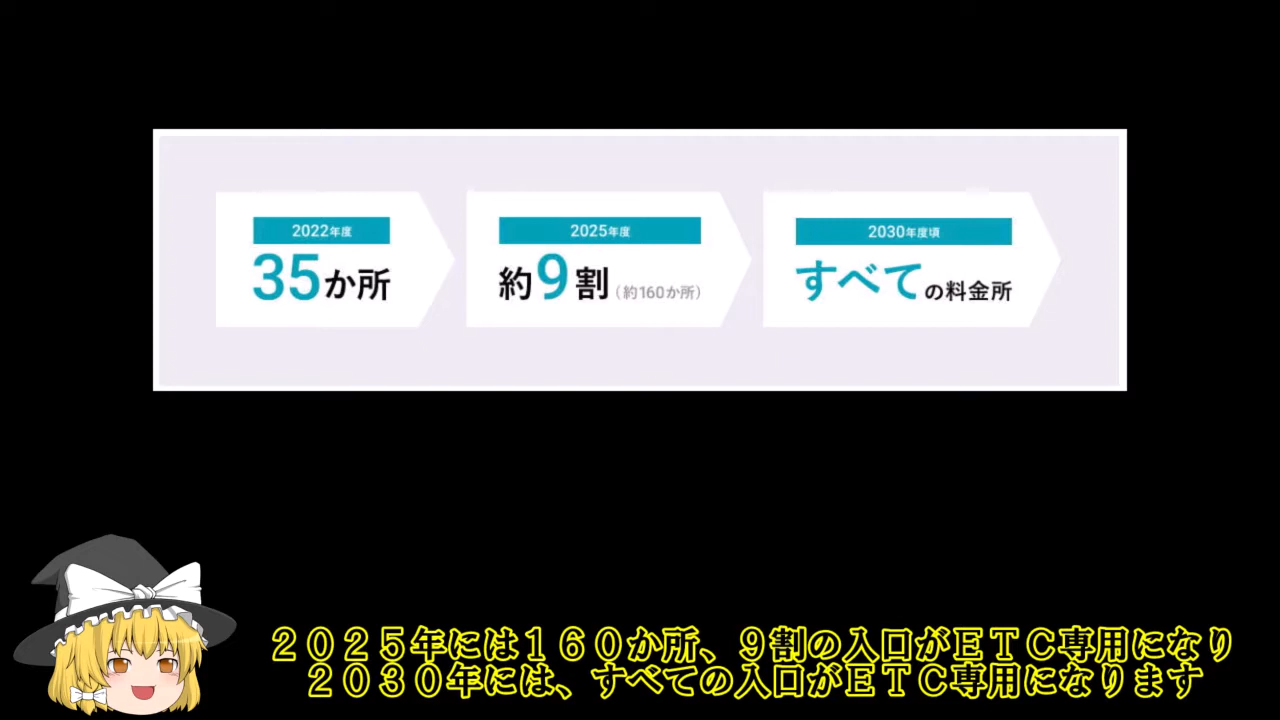 2022年度
35か所
2025年度
約9割(約160か所)
2030年度頃
すべての料金所
２０２５年には１６０か所、９割の入口がＥＴＣ専用になり
２０３０年には、すべての入口がＥＴＣ専用になります